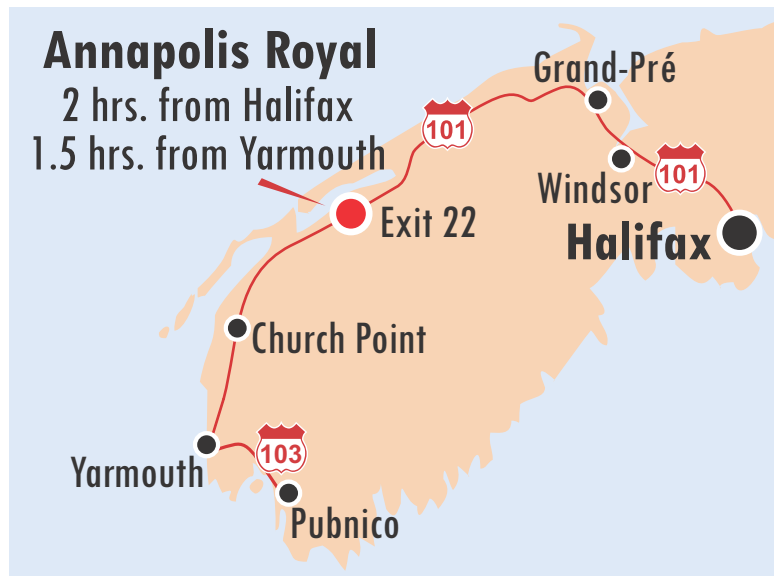 Annapolis Royal
2 hrs. from Halifax
1.5 hrs. from Yarmouth
Grand-Pré
101
Windsor
101
Halifax
Exit 22
Church Point
Yarmouth
103
Pubnico